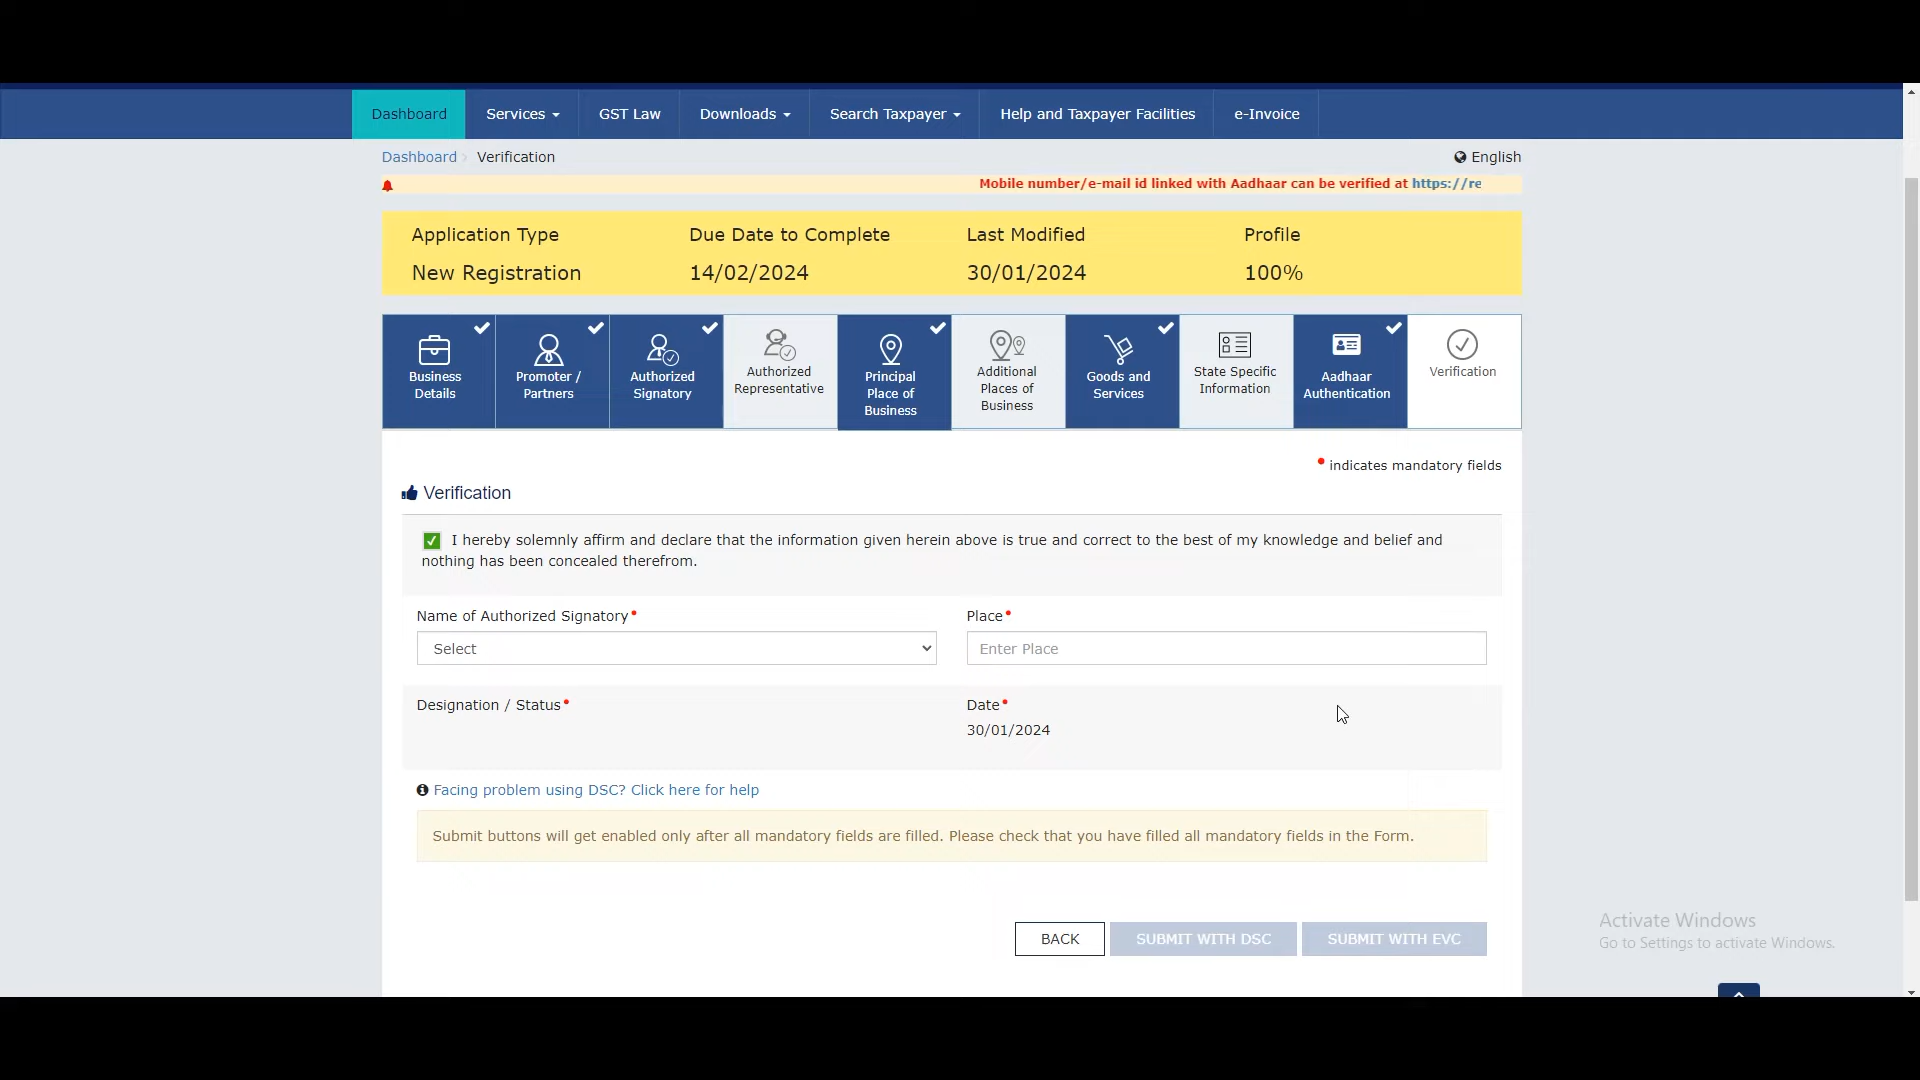 Dashboard Services GST Law Downloads Search Taxpayer Help and Taxpayer Facilities e-Invoice
Dashboard Verification English
Mobile number/e-mail id linked with Aadhaar can be verified at https://re
Application Type Due Date to Complete Last Modified Profile
New Registration 14/02/2024 30/01/2024 100%
Business Details
Promoter / Partners
Authorized Signatory
Authorized Representative
Principal Place of Business
Additional Places of Business
Goods and Services
State Specific Information
Aadhaar Authentication
Verification
• indicates mandatory fields
Verification
I hereby solemnly affirm and declare that the information given herein above is true and correct to the best of my knowledge and belief and
nothing has been concealed therefrom.
Name of Authorized Signatory• Place•
Select Enter Place
Designation / Status• Date•
30/01/2024
Facing problem using DSC? Click here for help
Submit buttons will get enabled only after all mandatory fields are filled. Please check that you have filled all mandatory fields in the Form.
BACK SUBMIT WITH DSC SUBMIT WITH EVC
Activate Windows
Go to Settings to activate Windows.